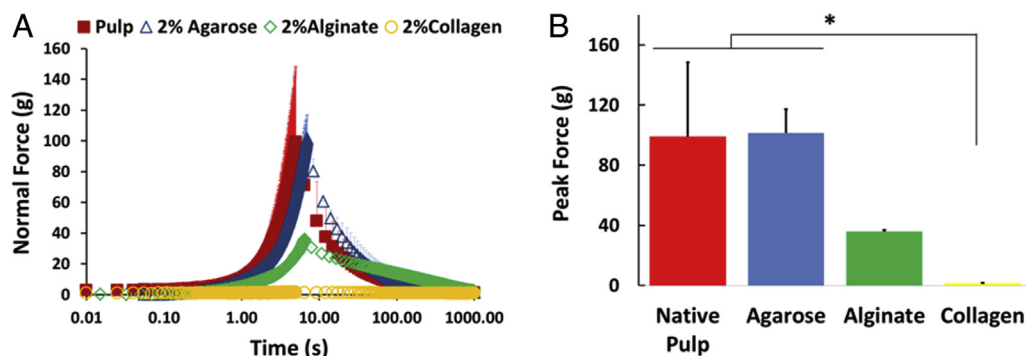 A
Pulp 2% Agarose 2%Alginate 2%Collagen
Normal Force (g)
160
140
120
100
80
60
40
20
0
0.01 0.10 1.00 10.00 100.00 1000.00
Time (s)
B
*
Peak Force (g)
160
120
80
40
0
Native Pulp Agarose Alginate Collagen